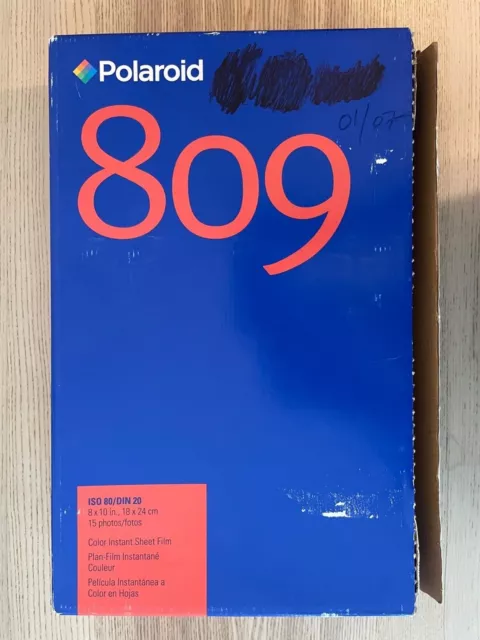 Polaroid
01/07
809
ISO 80/DIN 20
8 x 10 in., 18 x 24 cm
15 photos/fotos
Color Instant Sheet Film
Plan-Film Instantané
Couleur
Película Instantánea a
Color en Hojas